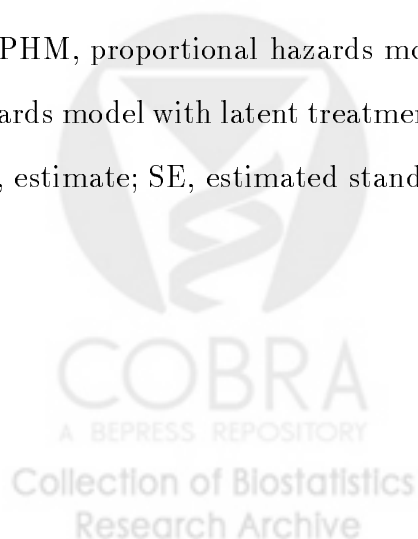 PHM, proportional hazards mo
ards model with latent treatmen
, estimate; SE, estimated stand
COBRA
A BEPRESS REPOSITORY
Collection of Biostatistics
Research Archive